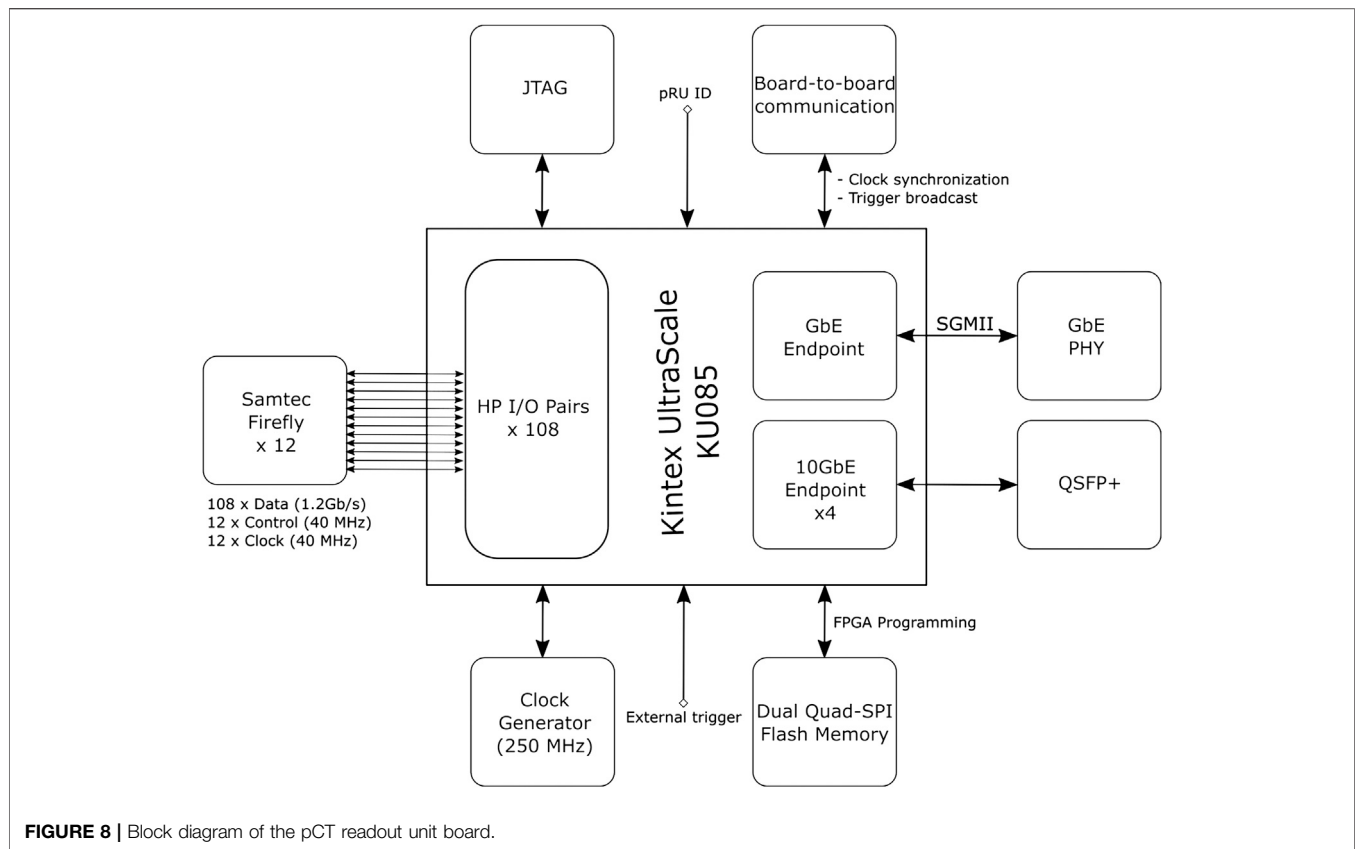 JTAG
pRU ID
Board-to-board
communication
- Clock synchronization
- Trigger broadcast
Samtec
Firefly
x 12
108 x Data (1.2Gb/s)
12 x Control (40 MHz)
12 x Clock (40 MHz)
HP I/O Pairs
x 108
Kintex UltraScale
KU085
GbE
Endpoint
SGMII
GbE
PHY
10GbE
Endpoint
x4
QSFP+
Clock
Generator
(250 MHz)
External trigger
FPGA Programming
Dual Quad-SPI
Flash Memory
FIGURE 8 | Block diagram of the pCT readout unit board.